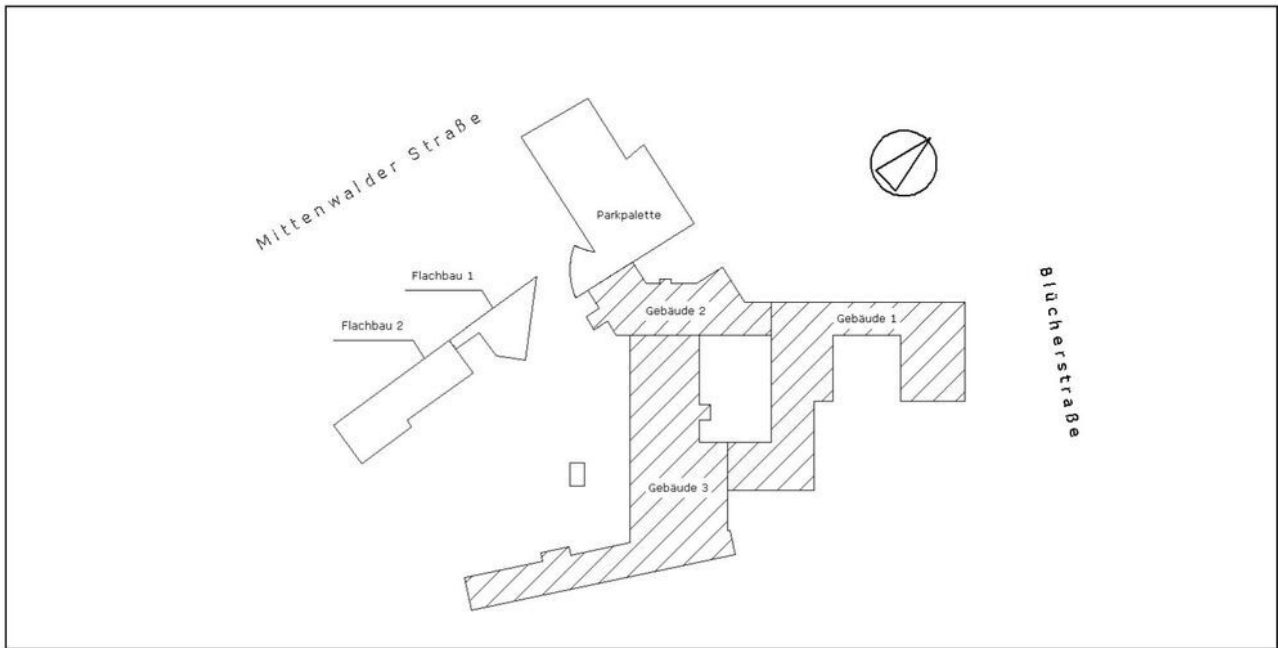 Mittenwalder Straße
Parkpalette
Flachbau 1
Blücherstraße
Gebäude 2
Gebäude 1
Flachbau 2
Gebäude 3